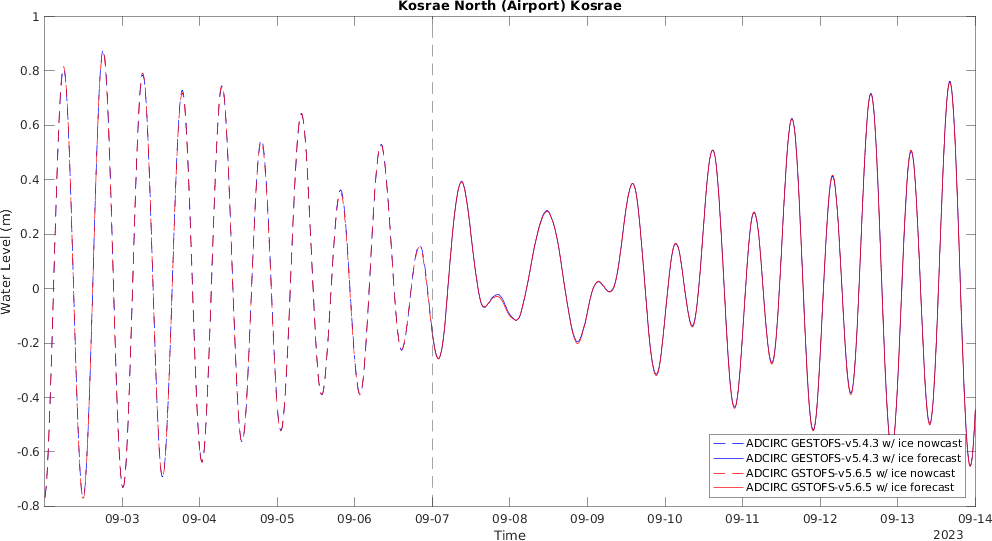 Kosrae North (Airport) Kosrae
Water Level (m)
1
0.8
0.6
0.4
0.2
0
-0.2
-0.4
-0.6
-0.8
ADCIRC GESTOFS-v5.4.3 w/ ice nowcast
ADCIRC GESTOFS-v5.4.3 w/ ice forecast
ADCIRC GSTOFS-v5.6.5 w/ ice nowcast
ADCIRC GSTOFS-v5.6.5 w/ ice forecast
09-03 09-04 09-05 09-06 09-07 09-08 09-09 09-10 09-11 09-12 09-13 09-14
Time
2023